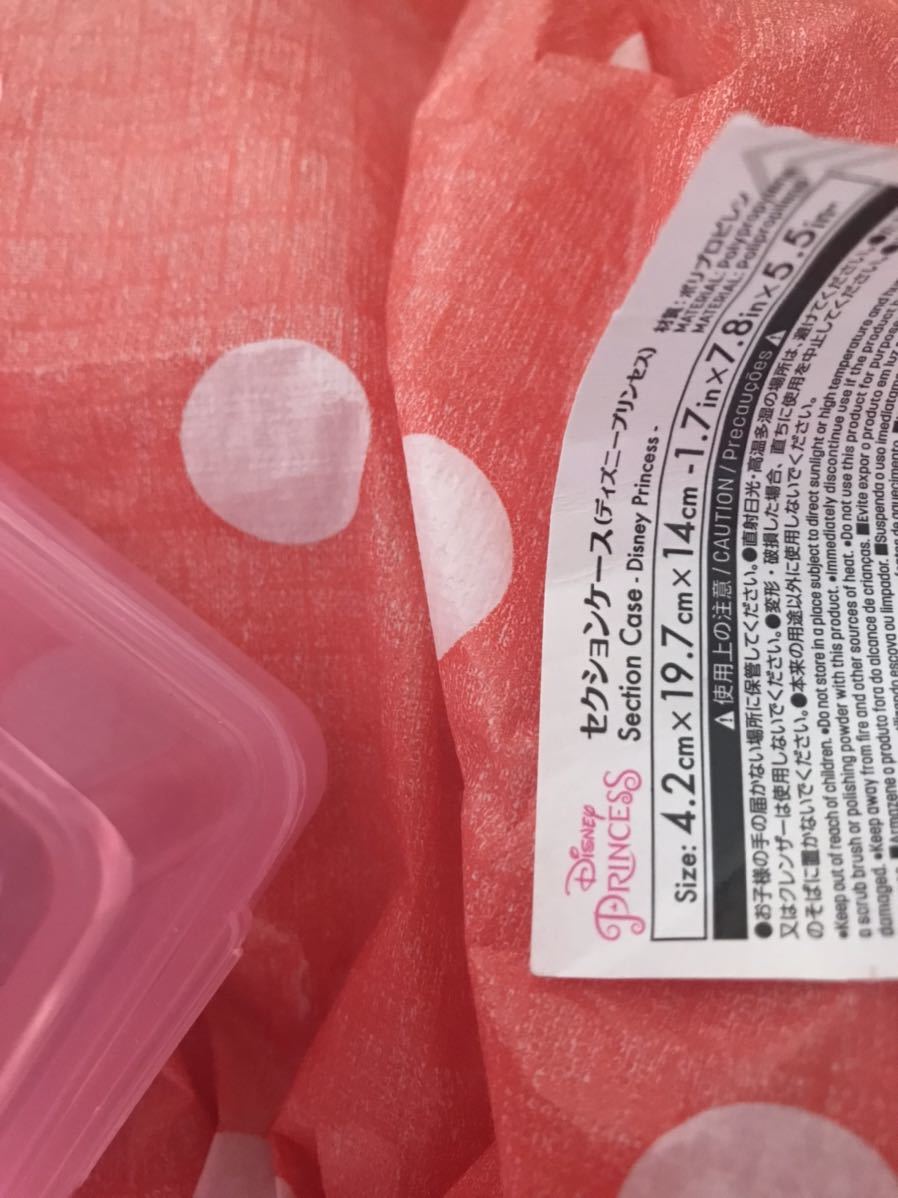 Disney
PRINCESS
セクションケース(ディズニープリンセス)
Section Case - Disney Princess -
材質:ポリプロピレン
MATERIAL: polypropylene
MATERIAL: polipropileno
Size: 4.2cm×19.7cm×14cm -1.7in×7.8in×5.5in-
⚠使用上の注意/CAUTION/Precauções⚠
●お子様の手の届かない場所に保管してください。●直射日光・高温多湿の場所は、避けてください。●
又はクレンザーは使用しないでください。●変形・破損した場合、直ちに使用を中止してください。●
のそばに置かないでください。●本来の用途以外に使用しないでください。
●Keep out of reach of children. ●Do not store in a place subject to direct sunlight or high temperature and
a scrub brush or polishing powder with this product. ●Immediately discontinue use if the product
damaged. ●Keep away from fire and other sources of heat. ●Do not use this product for purpose
■Armazene o produto fora do alcance de crianças. ■Evite expor o produto em luz
escova ou limpador. ■Suspenda o uso